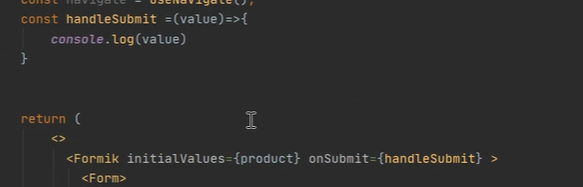 const navigate = useNavigate();
const handleSubmit =(value)=>{
console.log(value)
}
return (
<>
<Formik initialValues={product} onSubmit={handleSubmit} >
<Form>